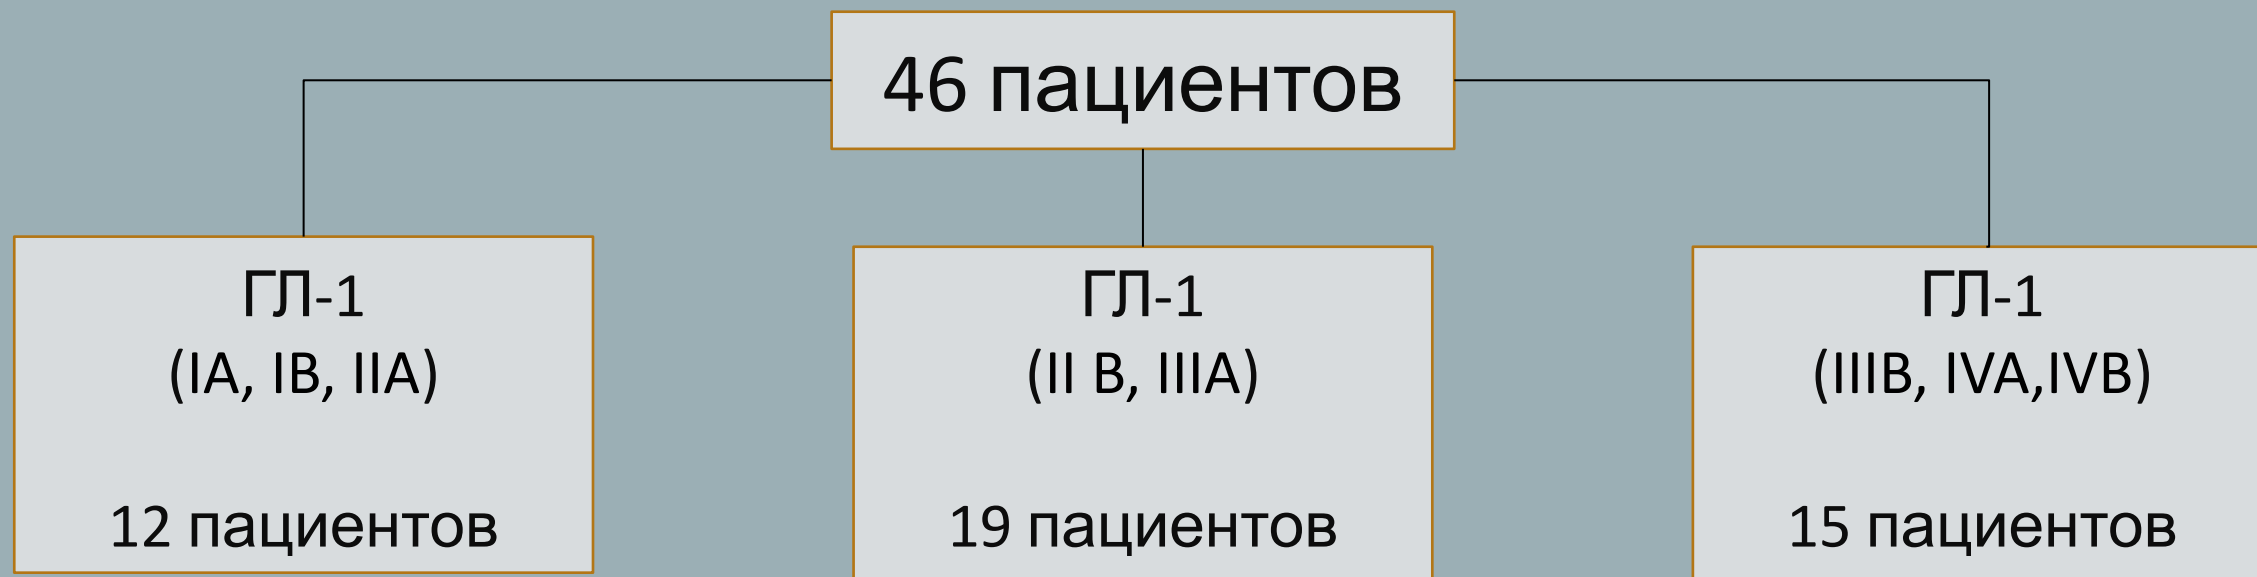 46 пациентов
ГЛ-1
(IA, IB, IIA)
12 пациентов
ГЛ-1
(II B, IIIA)
19 пациентов
ГЛ-1
(IIIB, IVA,IVB)
15 пациентов